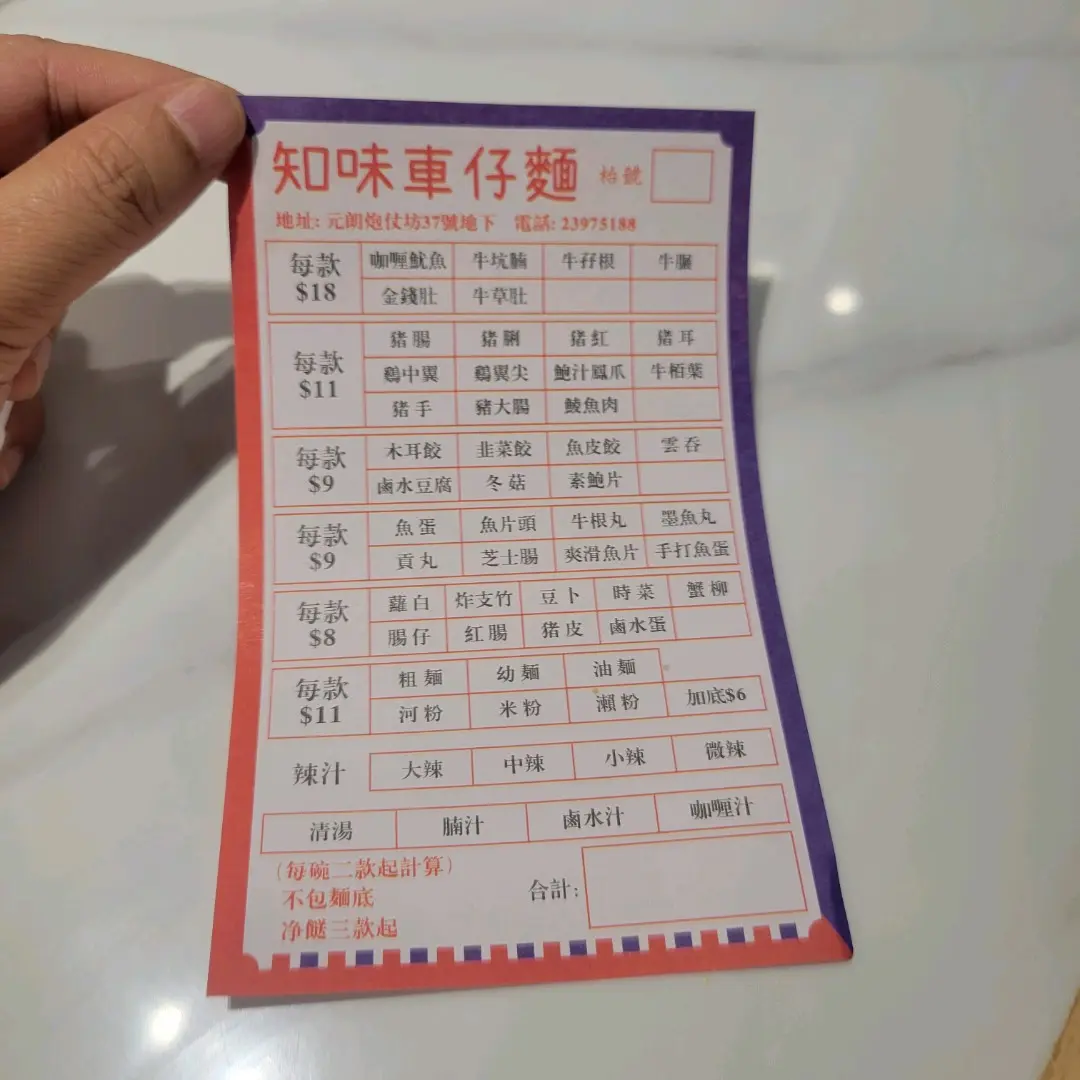 知味車仔麵 枱號
地址: 元朗炮仗坊37號地下 電話: 23975188
每款 $18
咖喱魷魚 牛坑腩 牛孖根 牛𦟌
金錢肚 牛草肚
每款 $11
豬腸 豬脷 豬紅 豬耳
鷄中翼 鷄翼尖 鮑汁鳳爪 牛栢葉
豬手 豬大腸 鯪魚肉
每款 $9
木耳餃 韭菜餃 魚皮餃 雲吞
鹵水豆腐 冬菇 素鮑片
每款 $9
魚蛋 魚片頭 牛根丸 墨魚丸
貢丸 芝士腸 爽滑魚片 手打魚蛋
每款 $8
蘿白 炸支竹 豆卜 時菜 蟹柳
腸仔 紅腸 豬皮 鹵水蛋
每款 $11
粗麵 幼麵 油麵
河粉 米粉 瀨粉 加底$6
辣汁 大辣 中辣 小辣 微辣
清湯 腩汁 鹵水汁 咖喱汁
(每碗二款起計算)
不包麵底
净餸三款起
合計: